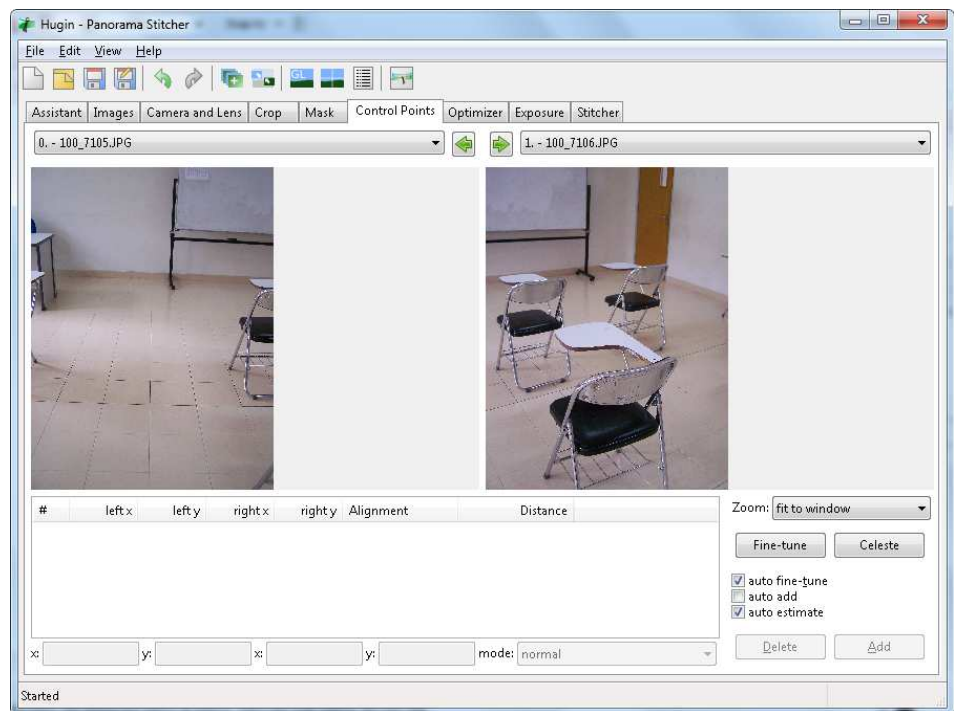 Hugin - Panorama Stitcher
File Edit View Help
GL
Assistant Images Camera and Lens Crop Mask Control Points Optimizer Exposure Stitcher
0. - 100_7105.JPG 1. - 100_7106.JPG
# left x left y right x right y Alignment Distance
Zoom: fit to window
Fine-tune Celeste
auto fine-tune
auto add
auto estimate
x: y: x: y: mode: normal
Delete Add
Started